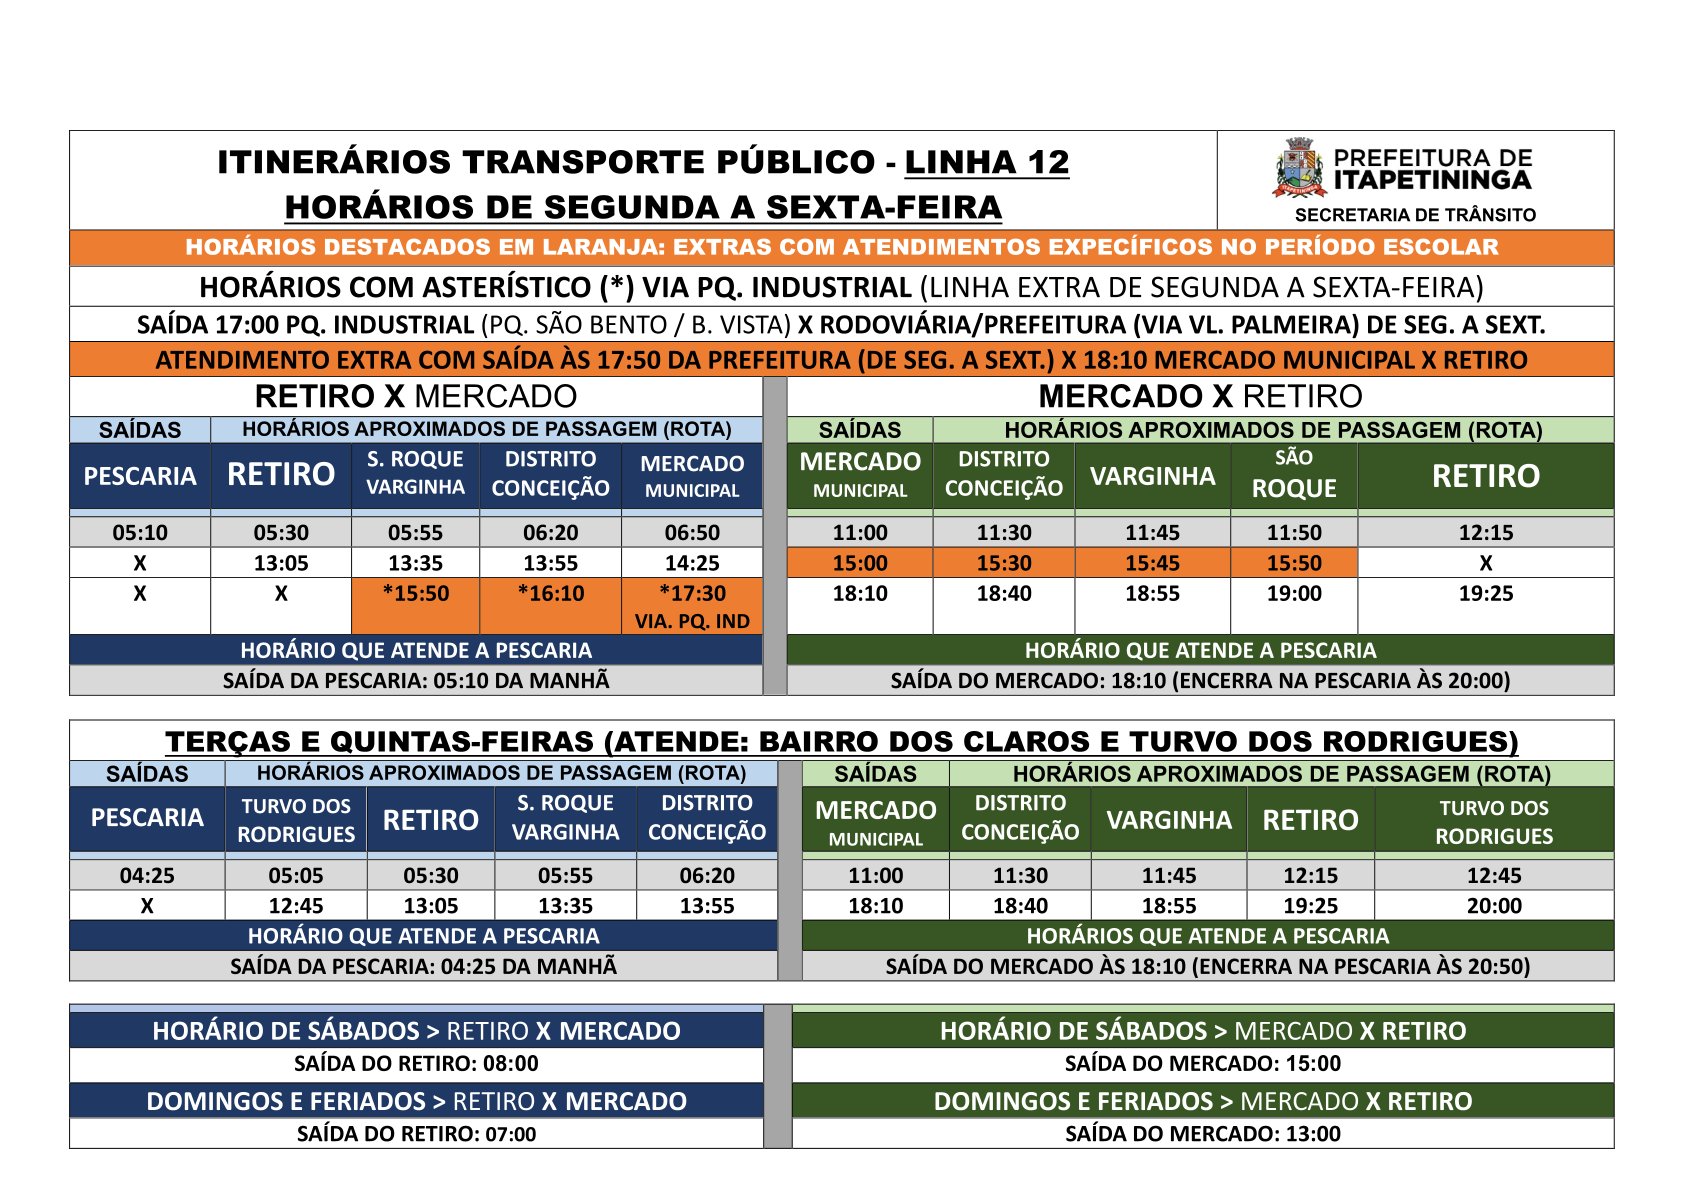 ITINERÁRIOS TRANSPORTE PÚBLICO - LINHA 12
HORÁRIOS DE SEGUNDA A SEXTA-FEIRA
PREFEITURA DE
ITAPETININGA
SECRETARIA DE TRÂNSITO
HORÁRIOS DESTACADOS EM LARANJA: EXTRAS COM ATENDIMENTOS EXPECÍFICOS NO PERÍODO ESCOLAR
HORÁRIOS COM ASTERÍSTICO (*) VIA PQ. INDUSTRIAL (LINHA EXTRA DE SEGUNDA A SEXTA-FEIRA)
SAÍDA 17:00 PQ. INDUSTRIAL (PQ. SÃO BENTO / B. VISTA) X RODOVIÁRIA/PREFEITURA (VIA VL. PALMEIRA) DE SEG. A SEXT.
ATENDIMENTO EXTRA COM SAÍDA ÀS 17:50 DA PREFEITURA (DE SEG. A SEXT.) X 18:10 MERCADO MUNICIPAL X RETIRO
RETIRO X MERCADO
SAÍDAS HORÁRIOS APROXIMADOS DE PASSAGEM (ROTA)
PESCARIA RETIRO S. ROQUE VARGINHA DISTRITO CONCEIÇÃO MERCADO MUNICIPAL
05:10 05:30 05:55 06:20 06:50
X 13:05 13:35 13:55 14:25
X X *15:50 *16:10 *17:30
VIA. PQ. IND
HORÁRIO QUE ATENDE A PESCARIA
SAÍDA DA PESCARIA: 05:10 DA MANHÃ
MERCADO X RETIRO
SAÍDAS HORÁRIOS APROXIMADOS DE PASSAGEM (ROTA)
MERCADO MUNICIPAL DISTRITO CONCEIÇÃO VARGINHA SÃO ROQUE RETIRO
11:00 11:30 11:45 11:50 12:15
15:00 15:30 15:45 15:50 X
18:10 18:40 18:55 19:00 19:25
HORÁRIO QUE ATENDE A PESCARIA
SAÍDA DO MERCADO: 18:10 (ENCERRA NA PESCARIA ÀS 20:00)
TERÇAS E QUINTAS-FEIRAS (ATENDE: BAIRRO DOS CLAROS E TURVO DOS RODRIGUES)
SAÍDAS HORÁRIOS APROXIMADOS DE PASSAGEM (ROTA)
PESCARIA TURVO DOS RODRIGUES RETIRO S. ROQUE VARGINHA DISTRITO CONCEIÇÃO
04:25 05:05 05:30 05:55 06:20
X 12:45 13:05 13:35 13:55
HORÁRIO QUE ATENDE A PESCARIA
SAÍDA DA PESCARIA: 04:25 DA MANHÃ
SAÍDAS HORÁRIOS APROXIMADOS DE PASSAGEM (ROTA)
MERCADO MUNICIPAL DISTRITO CONCEIÇÃO VARGINHA RETIRO TURVO DOS RODRIGUES
11:00 11:30 11:45 12:15 12:45
18:10 18:40 18:55 19:25 20:00
HORÁRIOS QUE ATENDE A PESCARIA
SAÍDA DO MERCADO ÀS 18:10 (ENCERRA NA PESCARIA ÀS 20:50)
HORÁRIO DE SÁBADOS > RETIRO X MERCADO
SAÍDA DO RETIRO: 08:00
DOMINGOS E FERIADOS > RETIRO X MERCADO
SAÍDA DO RETIRO: 07:00
HORÁRIO DE SÁBADOS > MERCADO X RETIRO
SAÍDA DO MERCADO: 15:00
DOMINGOS E FERIADOS > MERCADO X RETIRO
SAÍDA DO MERCADO: 13:00